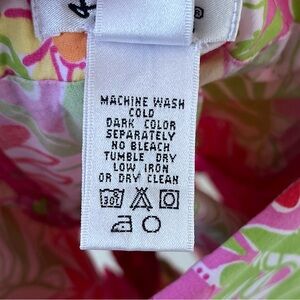 ®
MACHINE WASH
COLD
DARK COLOR
SEPARATELY
NO BLEACH
TUMBLE DRY
LOW IRON
OR DRY CLEAN
30